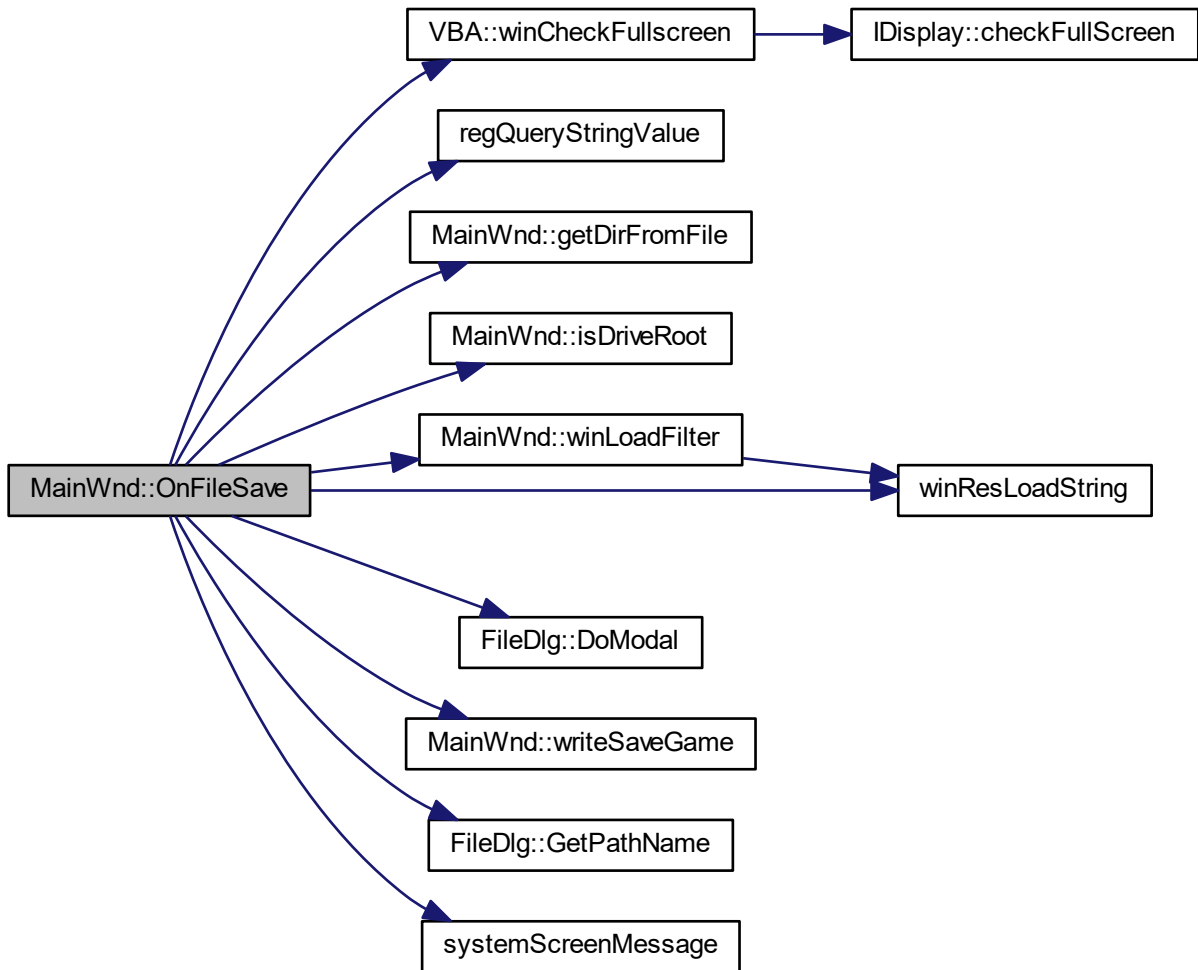 VBA::winCheckFullscreen
IDisplay::checkFullScreen
regQueryStringValue
MainWnd::getDirFromFile
MainWnd::isDriveRoot
MainWnd::winLoadFilter
MainWnd::OnFileSave
winResLoadString
FileDlg::DoModal
MainWnd::writeSaveGame
FileDlg::GetPathName
systemScreenMessage